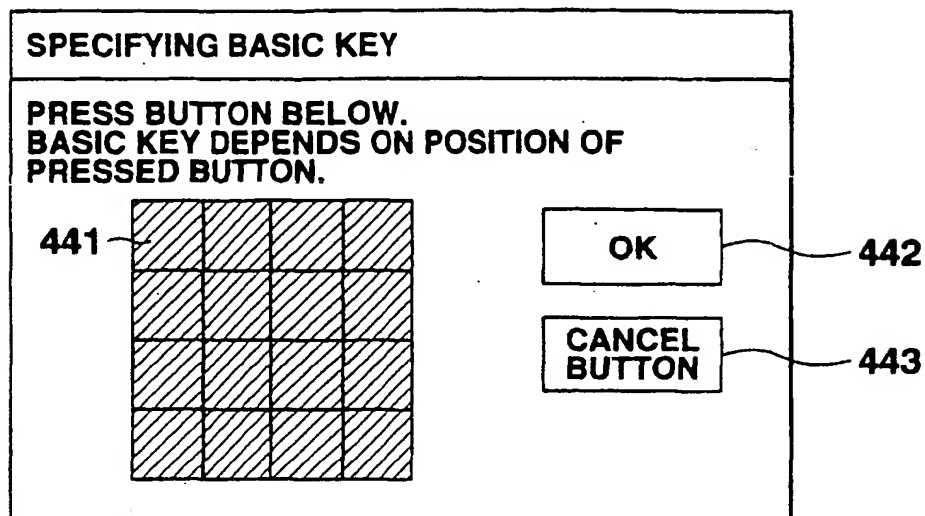 SPECIFYING BASIC KEY
PRESS BUTTON BELOW.
BASIC KEY DEPENDS ON POSITION OF
PRESSED BUTTON.
441
OK
442
CANCEL
BUTTON
443